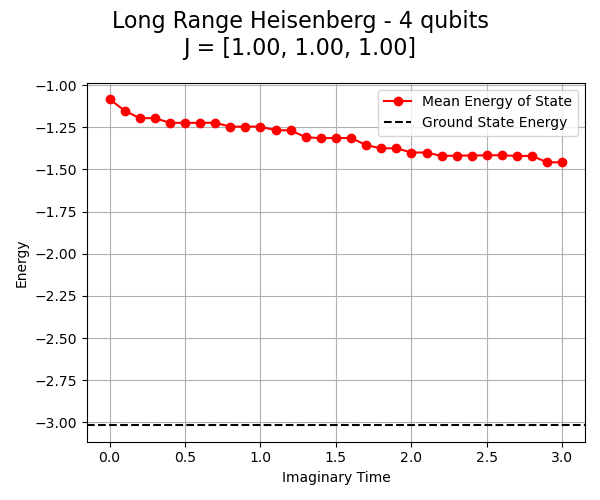 Long Range Heisenberg - 4 qubits
J = [1.00, 1.00, 1.00]
Mean Energy of State
Ground State Energy
Energy
−1.00
−1.25
−1.50
−1.75
−2.00
−2.25
−2.50
−2.75
−3.00
0.0 0.5 1.0 1.5 2.0 2.5 3.0
Imaginary Time